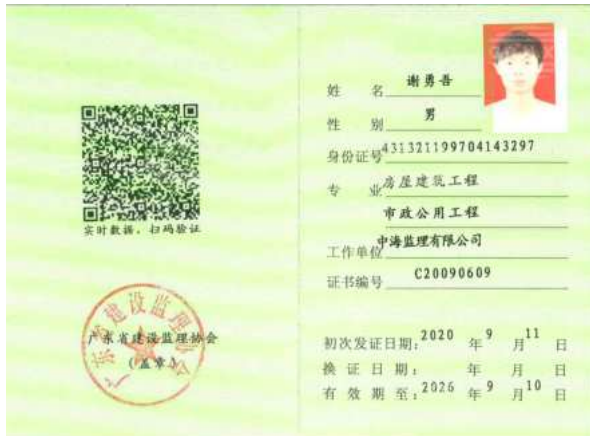 实时数据，扫码验证
广东省建设监理协会
广东省建设监理协会
（盖章）
姓 名 谢勇吾
性 别 男
身份证号 431321199704143297
专 业 房屋建筑工程
市政公用工程
工作单位 中海监理有限公司
证书编号 C20090609
初次发证日期：2020 年 9 月 11 日
换 证 日 期： 年 月 日
有 效 期 至：2026 年 9 月 10 日